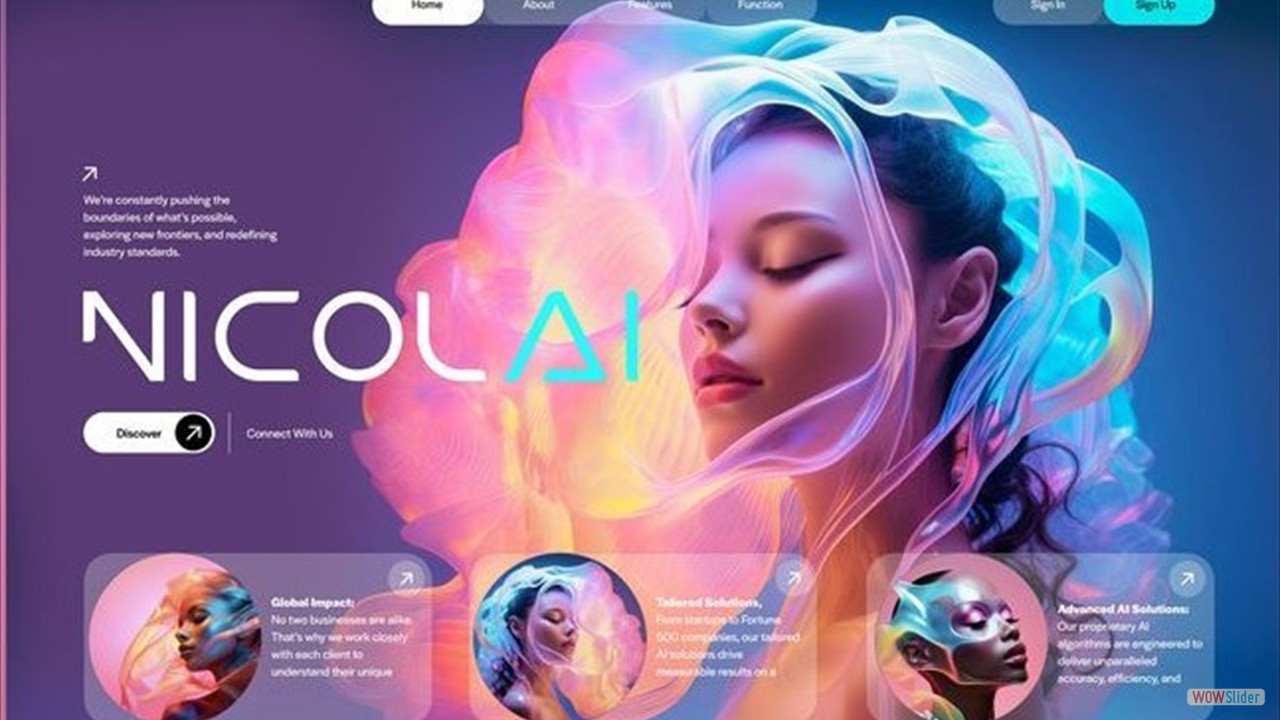 Home
About
Features
Function
Sign In
Sign Up
We're constantly pushing the
boundaries of what's possible,
exploring new frontiers, and redefining
industry standards.
NICOLAI
Discover
Connect With Us
Global Impact:
No two businesses are alike.
That's why we work closely
with each client to
understand their unique
Tailored Solutions,
From startups to Fortune
500 companies, our tailored
AI solutions drive
measurable results on a
Advanced AI Solutions:
Our proprietary AI
algorithms are engineered to
deliver unparalleled
accuracy, efficiency, and
WOWSlider